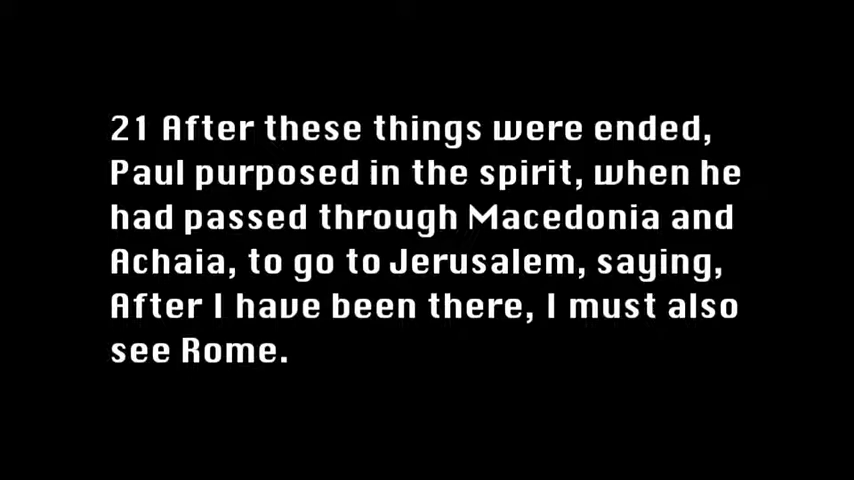 21 After these things were ended,
Paul purposed in the spirit, when he
had passed through Macedonia and
Achaia, to go to Jerusalem, saying,
After I have been there, I must also
see Rome.